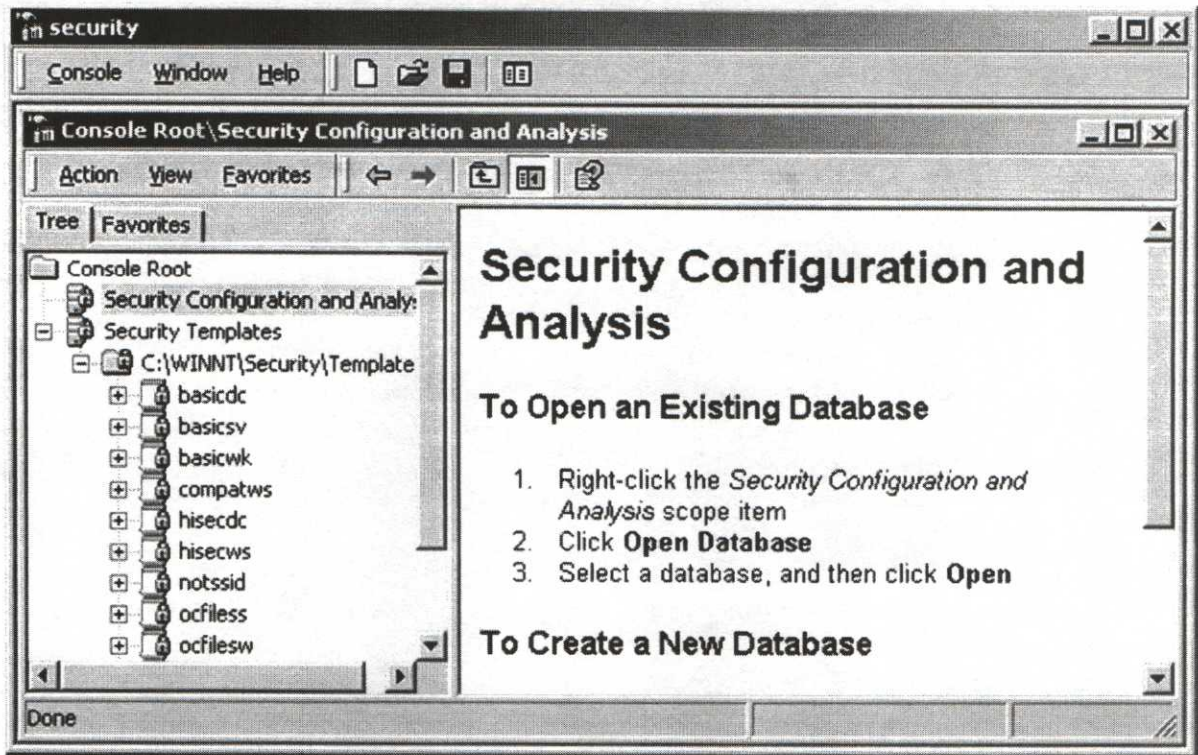 security
Console Window Help
Console Root\Security Configuration and Analysis
Action View Favorites
Tree Favorites
Console Root
Security Configuration and Analy
Security Templates
C:\WINNT\Security\Template
basicdc
basicsv
basicwk
compatws
hisecdc
hisecws
notssid
ocfiless
ocfilesw
Security Configuration and
Analysis
To Open an Existing Database
1. Right-click the Security Configuration and
Analysis scope item
2. Click Open Database
3. Select a database, and then click Open
To Create a New Database
Done